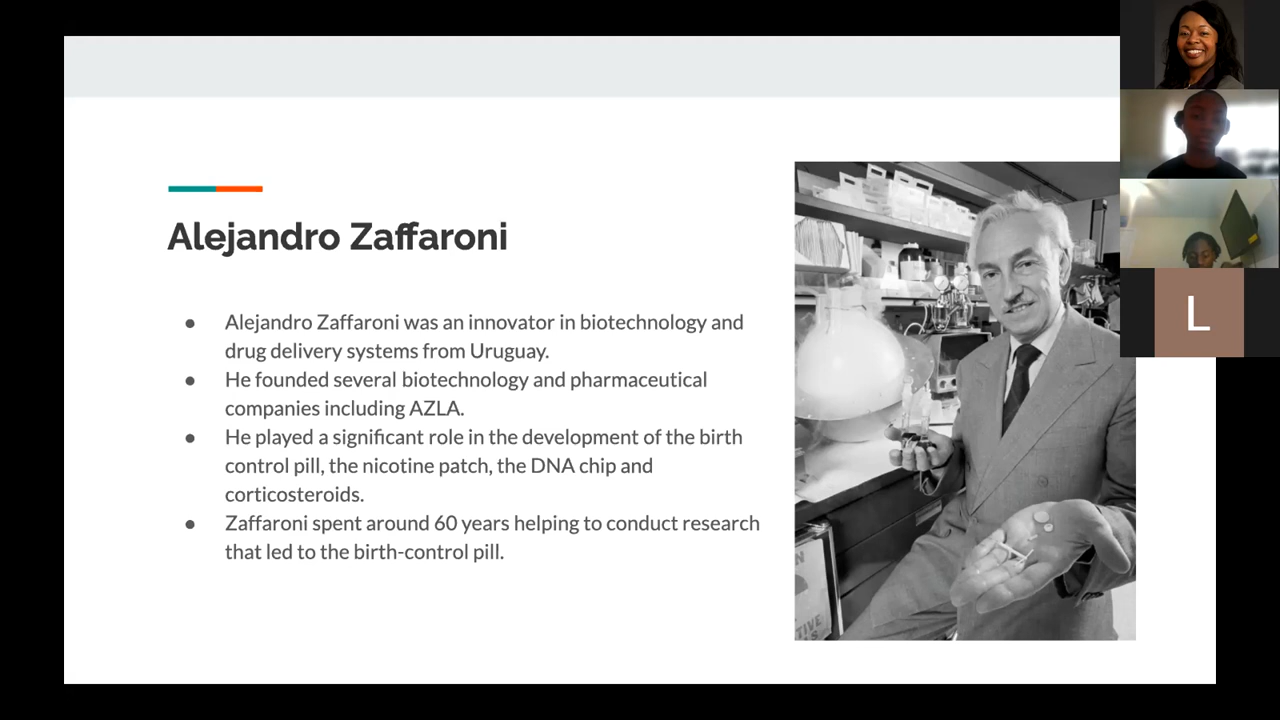 Alejandro Zaffaroni
● Alejandro Zaffaroni was an innovator in biotechnology and
drug delivery systems from Uruguay.
● He founded several biotechnology and pharmaceutical
companies including AZLA.
● He played a significant role in the development of the birth
control pill, the nicotine patch, the DNA chip and
corticosteroids.
● Zaffaroni spent around 60 years helping to conduct research
that led to the birth-control pill.
L